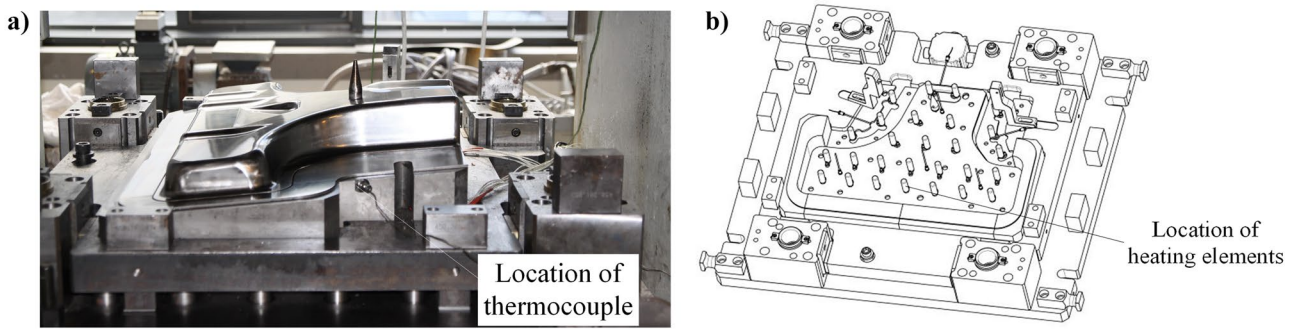 a)
Location of
thermocouple
b)
Location of
heating elements